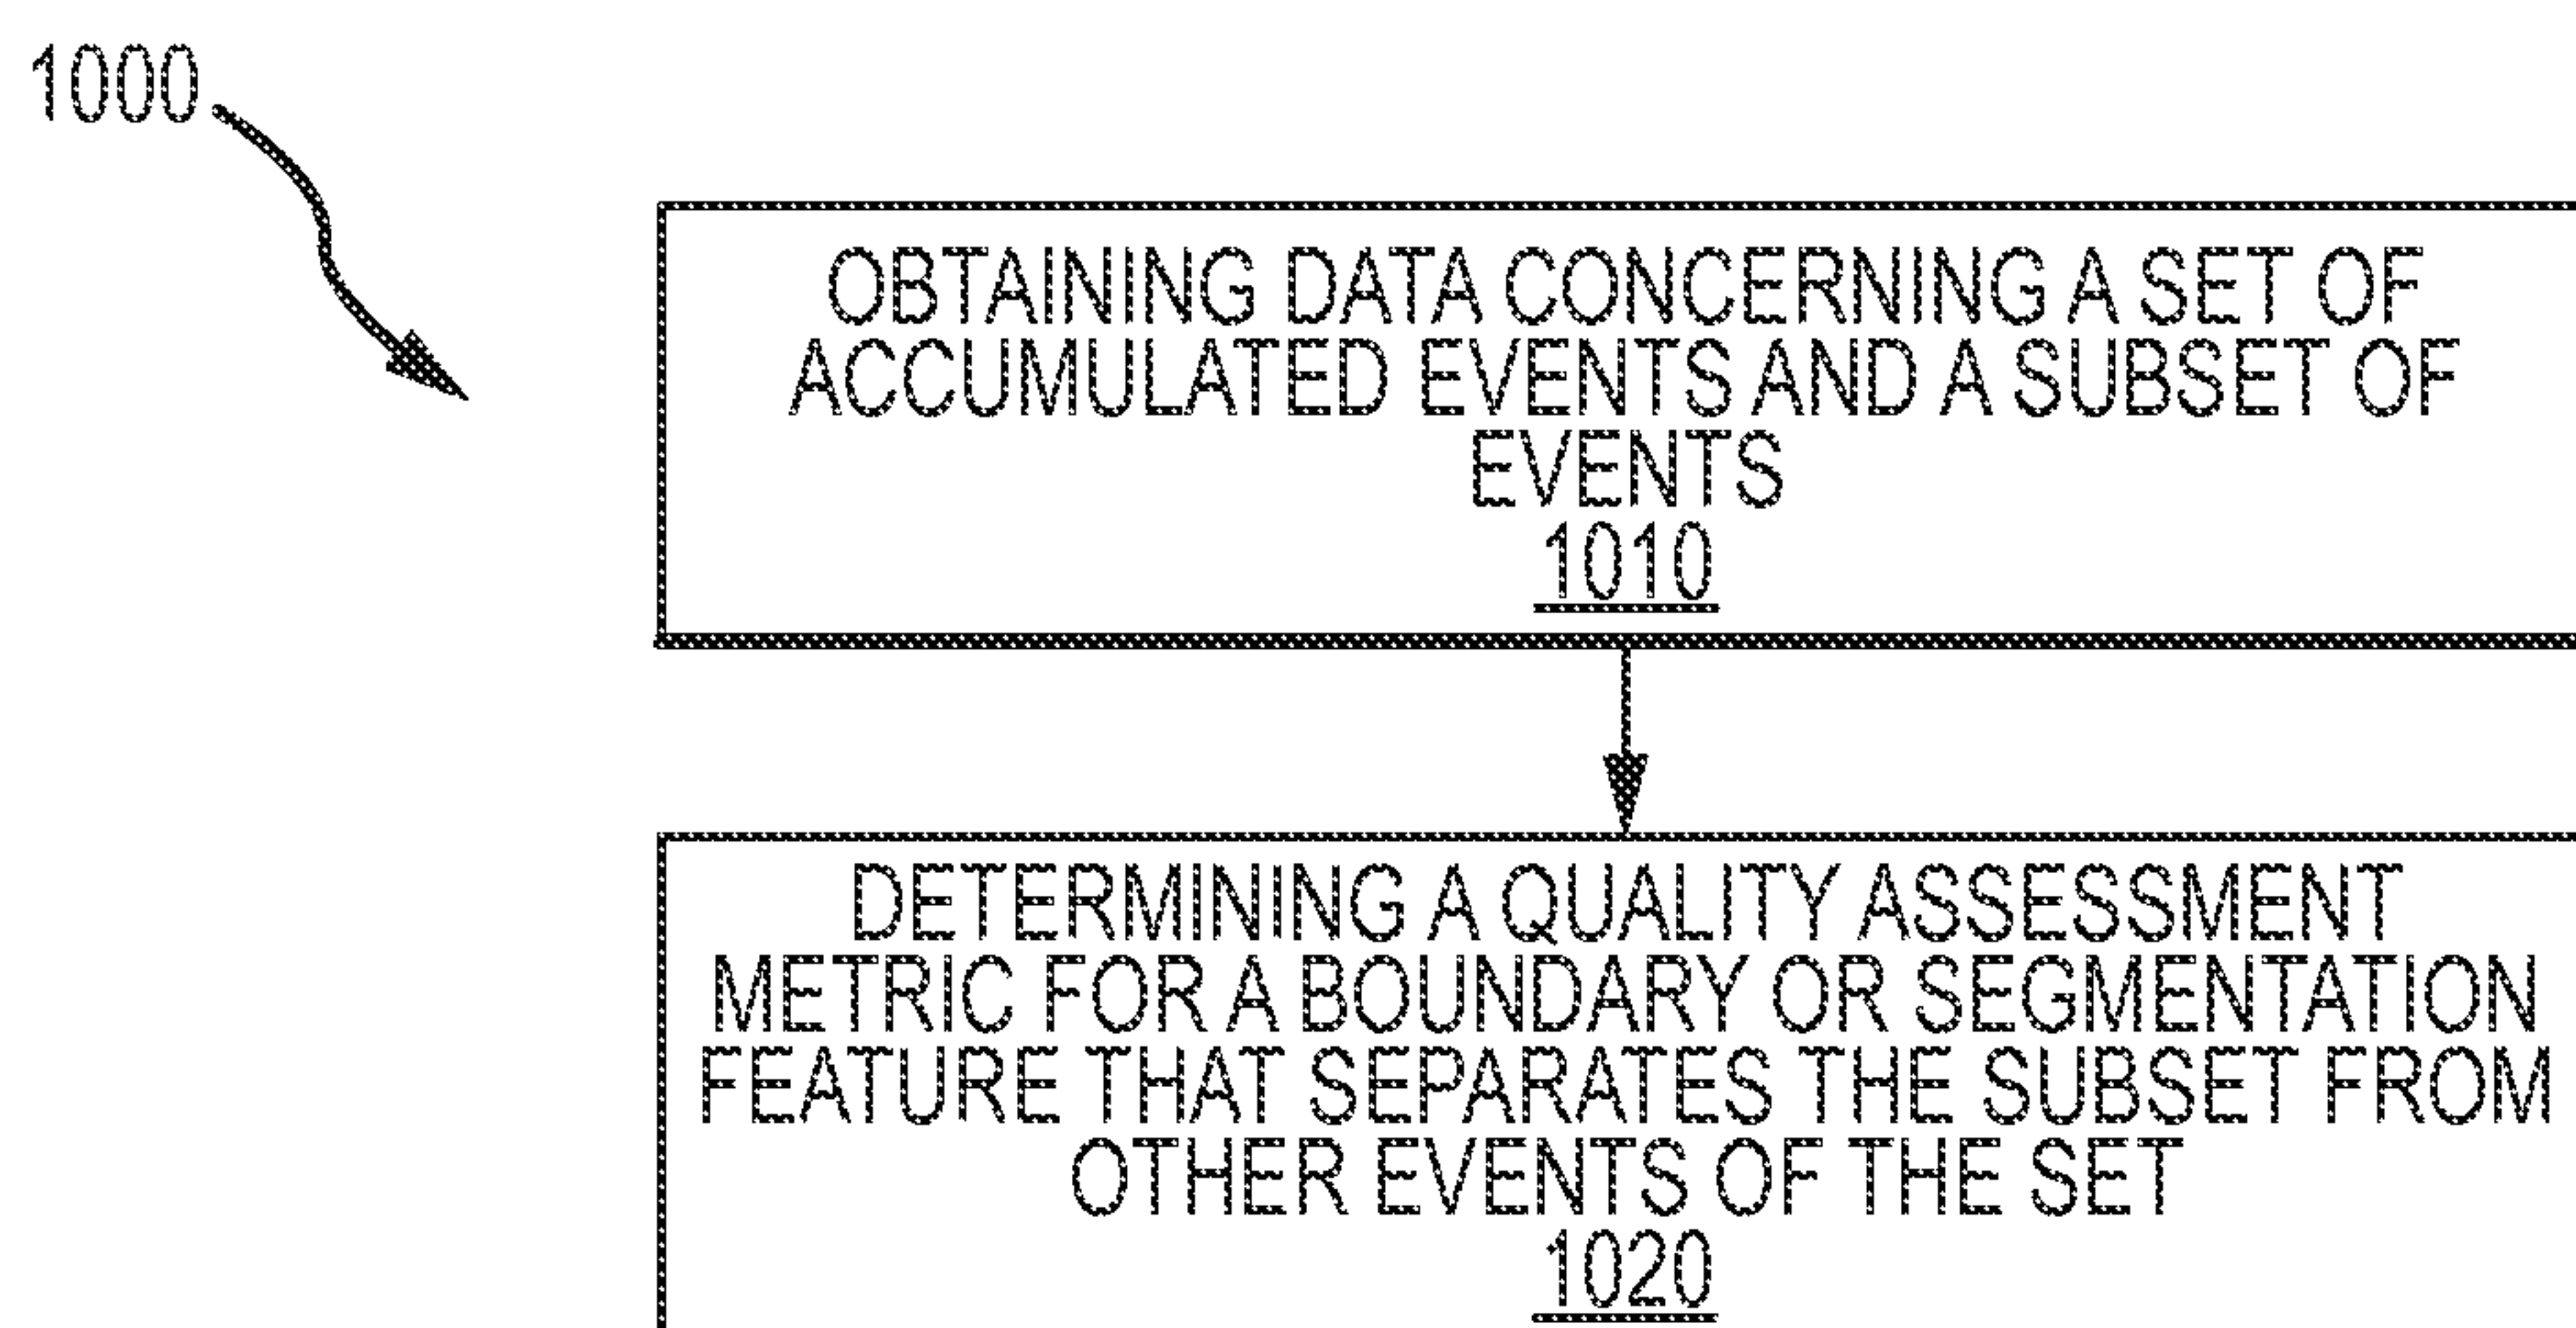 1000
OBTAINING DATA CONCERNING A SET OF
ACCUMULATED EVENTS AND A SUBSET OF
EVENTS
1010
DETERMINING A QUALITY ASSESSMENT
METRIC FOR A BOUNDARY OR SEGMENTATION
FEATURE THAT SEPARATES THE SUBSET FROM
OTHER EVENTS OF THE SET
1020